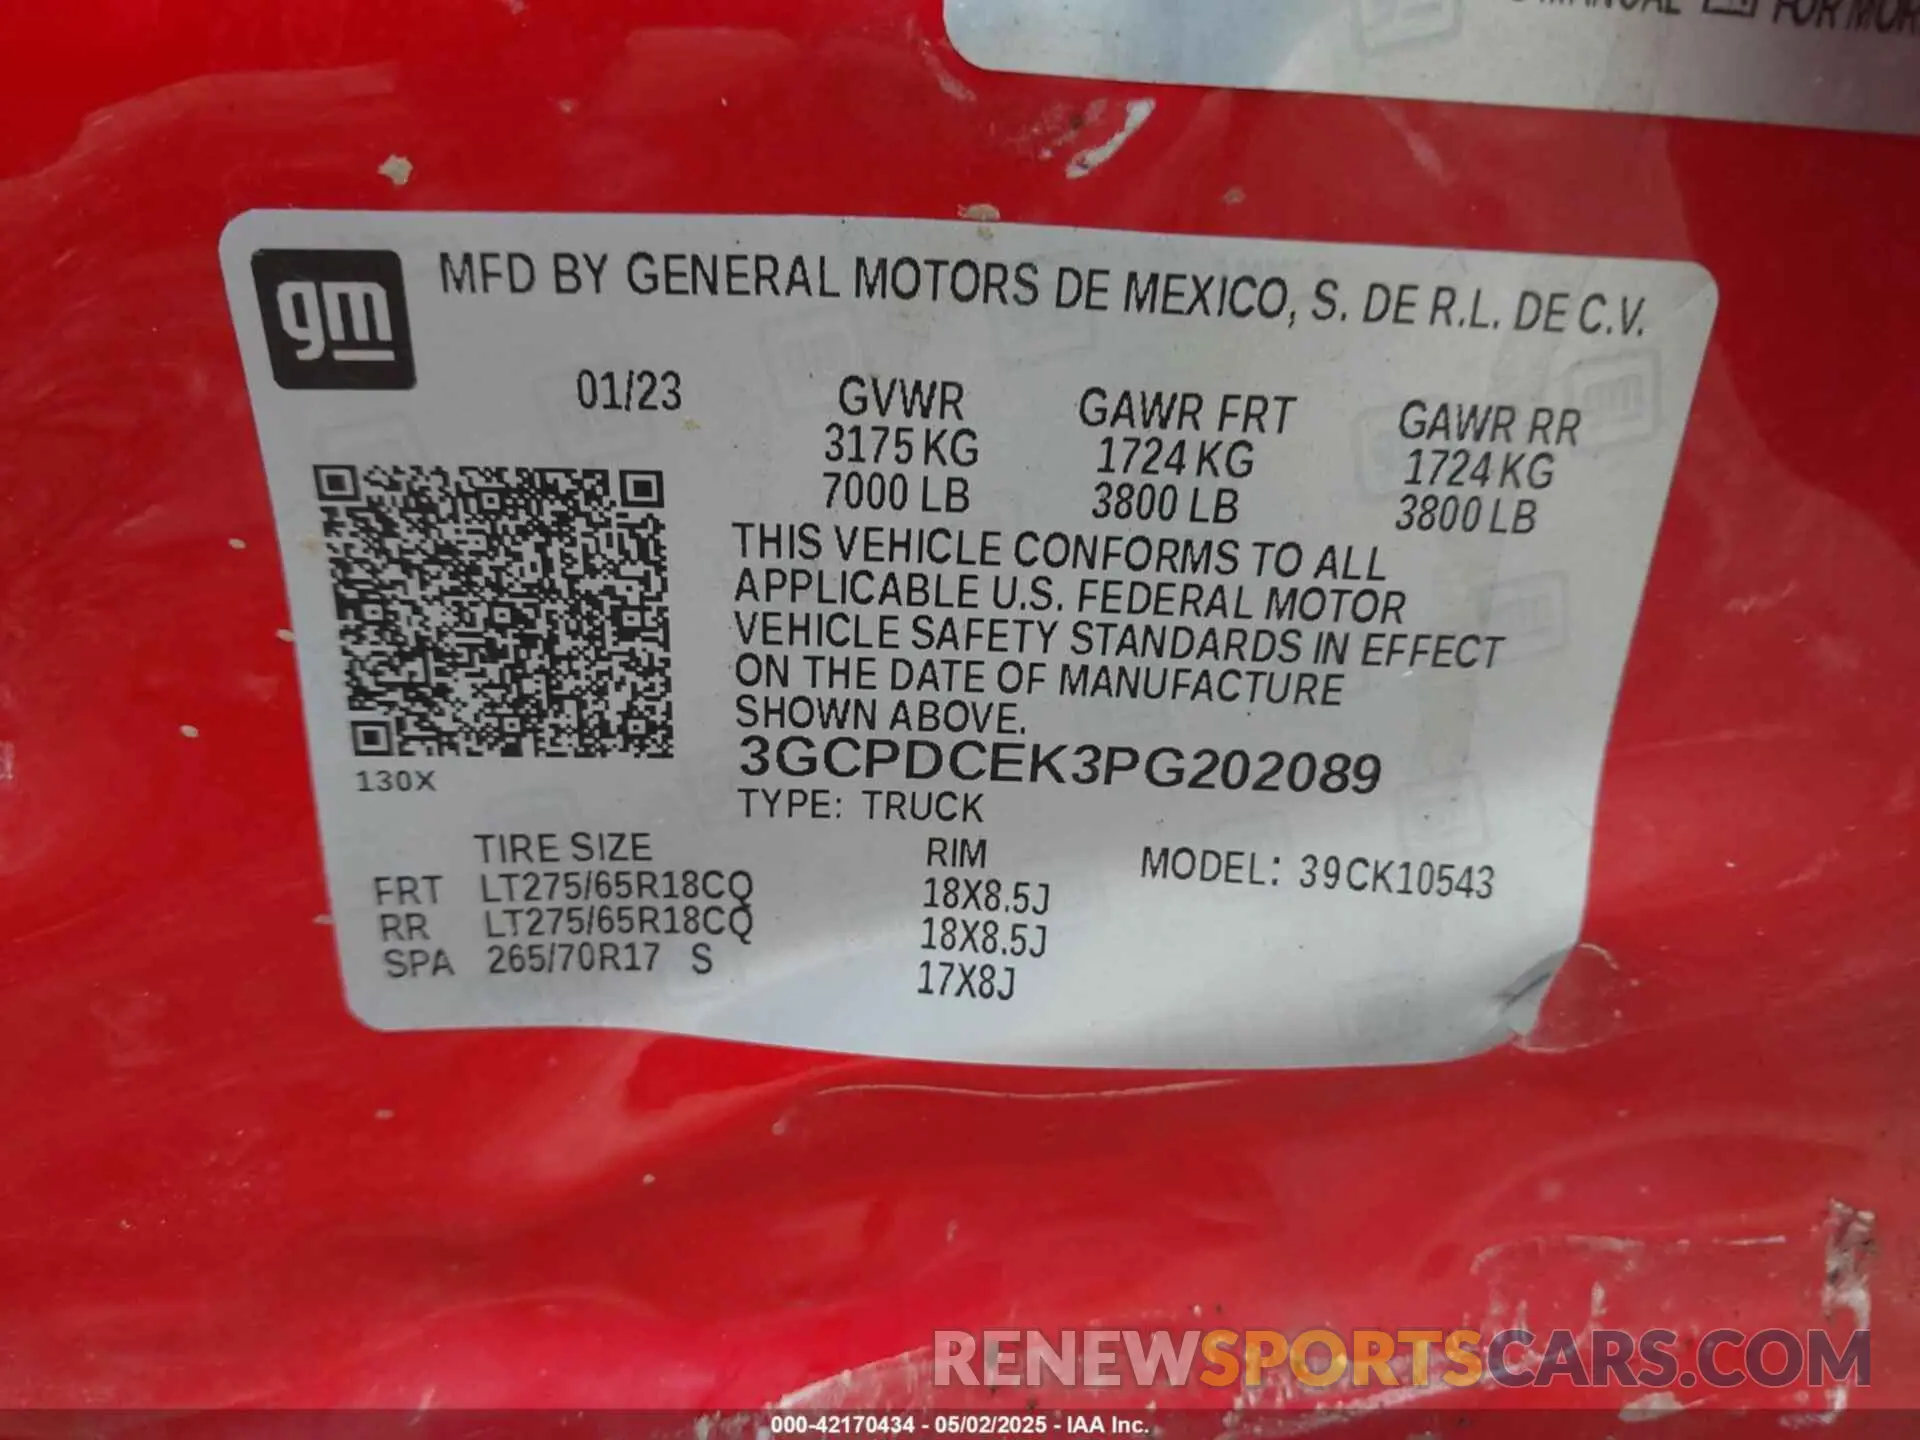 MANUAL FOR MOR
gm
MFD BY GENERAL MOTORS DE MEXICO, S. DE R.L. DE C.V.
01/23
GVWR GAWR FRT GAWR RR
3175 KG 1724 KG 1724 KG
7000 LB 3800 LB 3800 LB
THIS VEHICLE CONFORMS TO ALL
APPLICABLE U.S. FEDERAL MOTOR
VEHICLE SAFETY STANDARDS IN EFFECT
ON THE DATE OF MANUFACTURE
SHOWN ABOVE.
3GCPDCEK3PG202089
130X
TYPE: TRUCK
TIRE SIZE RIM MODEL: 39CK10543
FRT LT275/65R18CQ 18X8.5J
RR LT275/65R18CQ 18X8.5J
SPA 265/70R17 S 17X8J
RENEWSPORTSCARS.COM
000-42170434 - 05/02/2025 - IAA Inc.